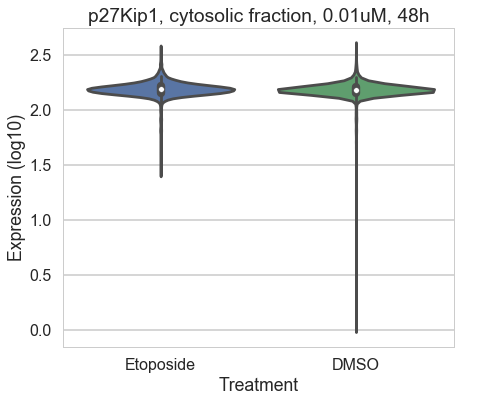 p27Kip1, cytosolic fraction, 0.01uM, 48h
Expression (log10)
2.5
2.0
1.5
1.0
0.5
0.0
Etoposide
DMSO
Treatment